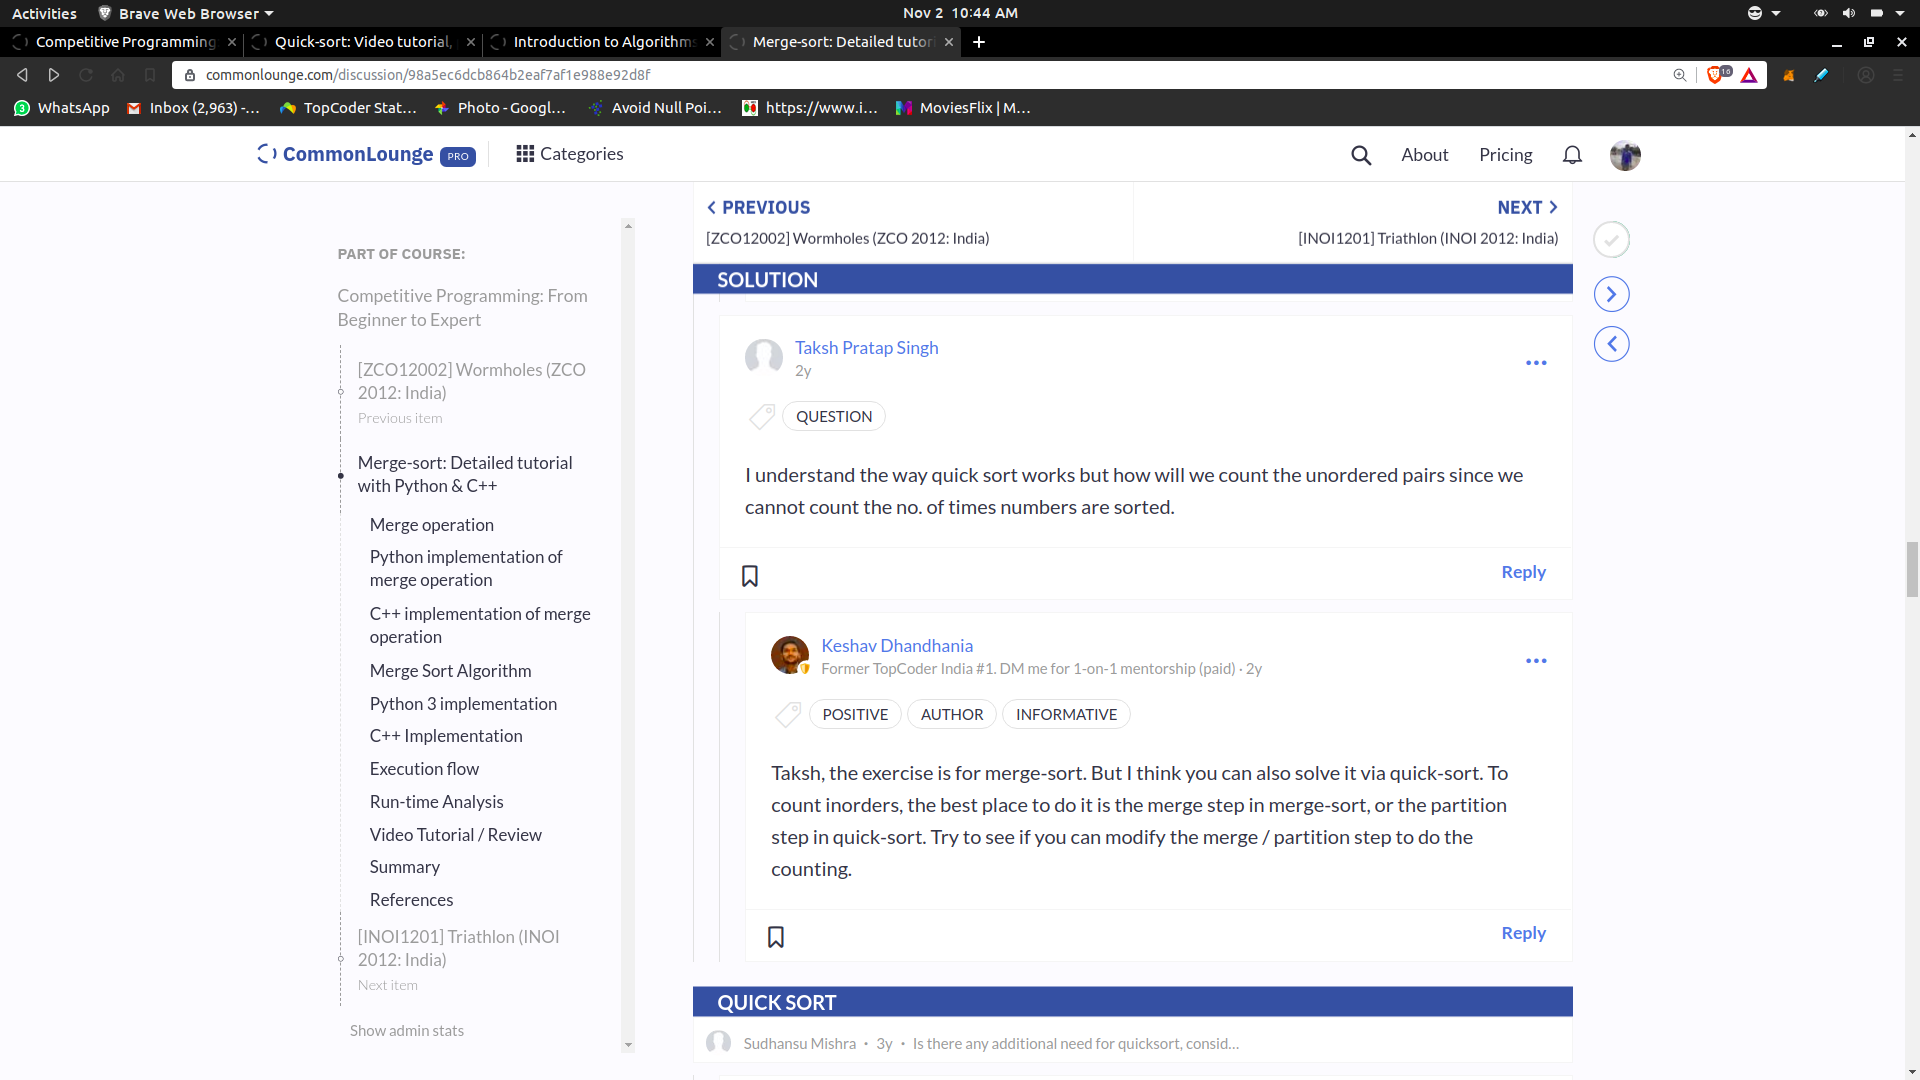 Activities Brave Web Browser Nov 2 10:44 AM
Competitive Programming Quick-sort: Video tutorial, Introduction to Algorithms Merge-sort: Detailed tutori
commonlounge.com/discussion/98a5ec6dcb864b2eaf7af1e988e92d8f 16
3 WhatsApp Inbox (2,963) -... TopCoder Stat... Photo - Googl... Avoid Null Poi... https://www.i... MoviesFlix | M...
CommonLounge PRO Categories About Pricing
PREVIOUS NEXT
[ZCO12002] Wormholes (ZCO 2012: India) [INOI1201] Triathlon (INOI 2012: India)
PART OF COURSE:
Competitive Programming: From
Beginner to Expert
[ZCO12002] Wormholes (ZCO
2012: India)
Previous item
Merge-sort: Detailed tutorial
with Python & C++
Merge operation
Python implementation of
merge operation
C++ implementation of merge
operation
Merge Sort Algorithm
Python 3 implementation
C++ Implementation
Execution flow
Run-time Analysis
Video Tutorial / Review
Summary
References
[INOI1201] Triathlon (INOI
2012: India)
Next item
Show admin stats
SOLUTION
Taksh Pratap Singh
2y
QUESTION
I understand the way quick sort works but how will we count the unordered pairs since we
cannot count the no. of times numbers are sorted.
Reply
Keshav Dhandhania
Former TopCoder India #1. DM me for 1-on-1 mentorship (paid) · 2y
POSITIVE AUTHOR INFORMATIVE
Taksh, the exercise is for merge-sort. But I think you can also solve it via quick-sort. To
count inorders, the best place to do it is the merge step in merge-sort, or the partition
step in quick-sort. Try to see if you can modify the merge / partition step to do the
counting.
Reply
QUICK SORT
Sudhansu Mishra • 3y • Is there any additional need for quicksort, consid...